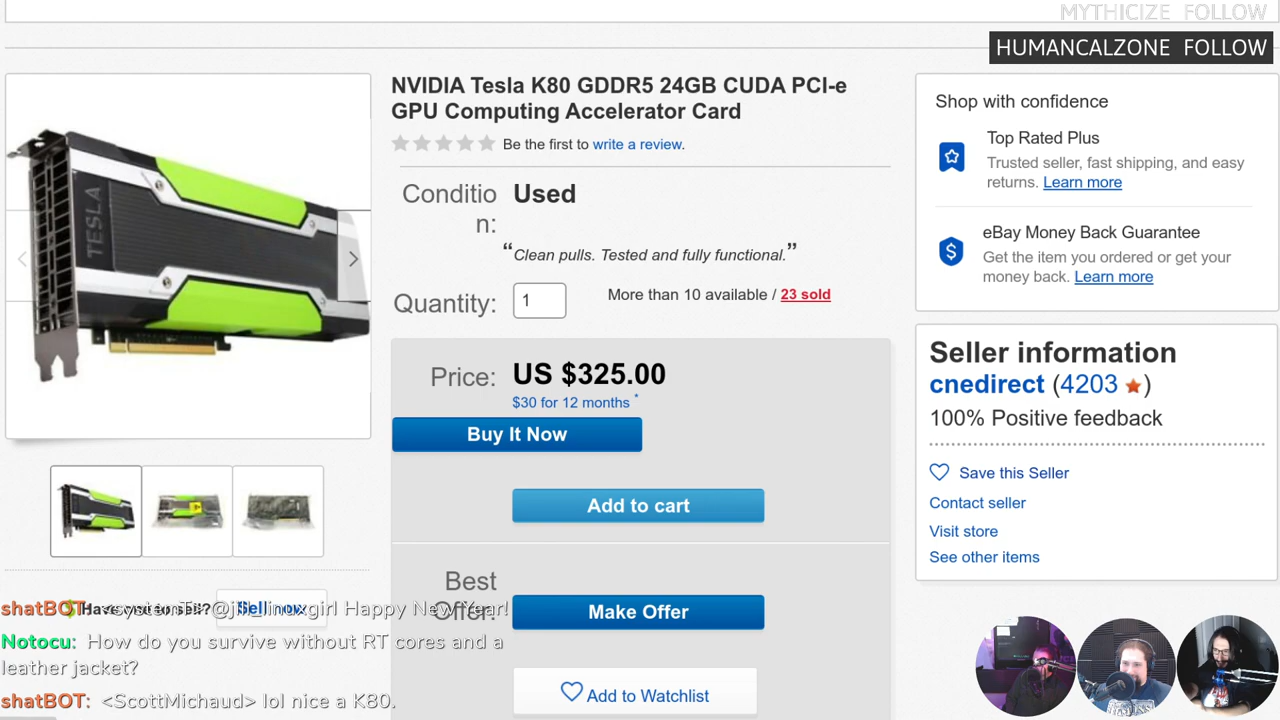 MYTHICIZE FOLLOW
HUMANCALZONE FOLLOW
TESLA
NVIDIA Tesla K80 GDDR5 24GB CUDA PCI-e
GPU Computing Accelerator Card
Be the first to write a review.
Conditio
n:
Used
“Clean pulls. Tested and fully functional.”
Quantity:
1
More than 10 available / 23 sold
Price:
US $325.00
$30 for 12 months *
Buy It Now
Add to cart
Best
Offer:
Make Offer
Add to Watchlist
Shop with confidence
Top Rated Plus
Trusted seller, fast shipping, and easy
returns. Learn more
eBay Money Back Guarantee
Get the item you ordered or get your
money back. Learn more
Seller information
cnedirect (4203 )
100% Positive feedback
Save this Seller
Contact seller
Visit store
See other items
Sell now
shatBOT: Happy New Year!
Notocu: How do you survive without RT cores and a
leather jacket?
shatBOT: <ScottMichaud> lol nice a K80.